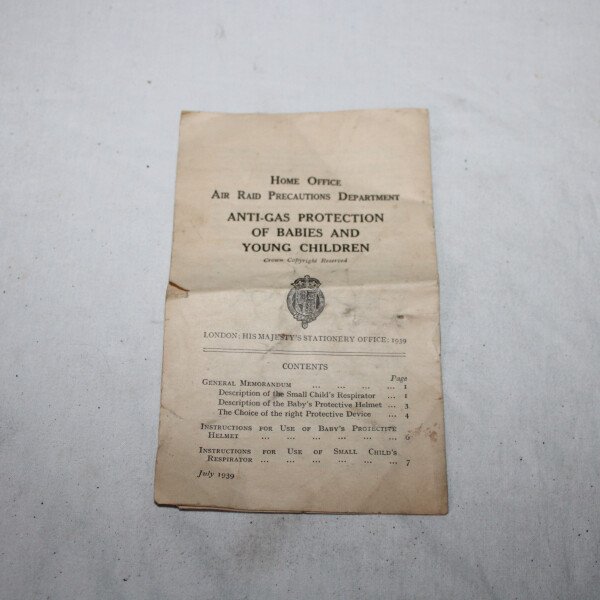 HOME OFFICE
AIR RAID PRECAUTIONS DEPARTMENT
ANTI-GAS PROTECTION
OF BABIES AND
YOUNG CHILDREN
Crown Copyright Reserved
LONDON: HIS MAJESTY'S STATIONERY OFFICE: 1939
CONTENTS
Page
GENERAL MEMORANDUM ... ... ... ... 1
Description of the Small Child's Respirator ... 1
Description of the Baby's Protective Helmet ... 3
The Choice of the right Protective Device ... 4
INSTRUCTIONS FOR USE OF BABY'S PROTECTIVE
HELMET ... ... ... ... ... ... 6
INSTRUCTIONS FOR USE OF SMALL CHILD'S
RESPIRATOR ... ... ... ... ... ... 7
July 1939